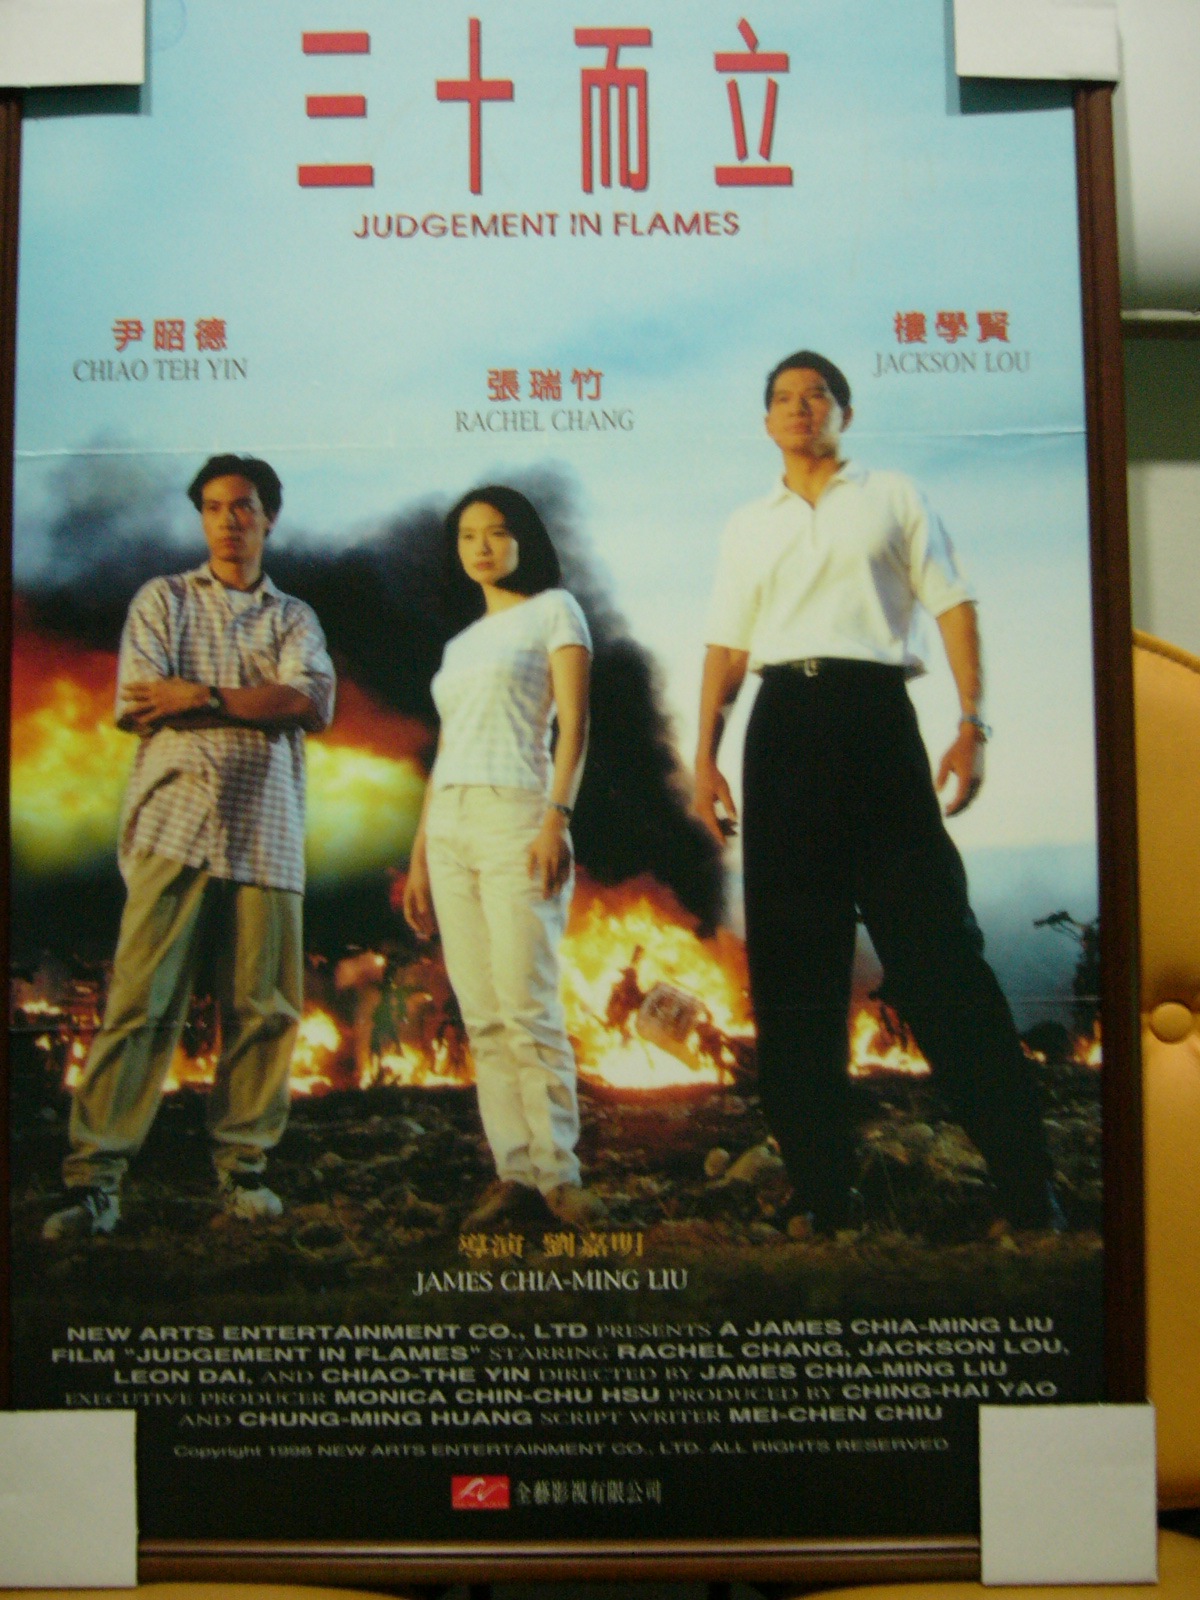 三十而立
JUDGEMENT IN FLAMES
尹昭德
CHIAO TEH YIN
張瑞竹
RACHEL CHANG
樓學賢
JACKSON LOU
導演 劉嘉明
JAMES CHIA-MING LIU
NEW ARTS ENTERTAINMENT CO., LTD PRESENTS A JAMES CHIA-MING LIU
FILM "JUDGEMENT IN FLAMES" STARRING RACHEL CHANG, JACKSON LOU,
LEON DAI, AND CHIAO-THE YIN DIRECTED BY JAMES CHIA-MING LIU
EXECUTIVE PRODUCER MONICA CHIN-CHU HSU PRODUCED BY CHING-HAI YAO
AND CHUNG-MING HUANG SCRIPT WRITER MEI-CHEN CHIU
Copyright NEW ARTS ENTERTAINMENT CO., LTD. ALL RIGHTS RESERVED
全藝影視有限公司